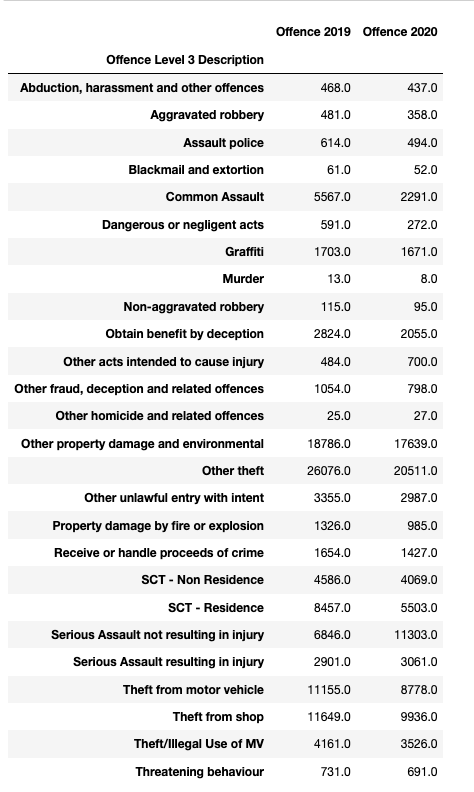 Offence 2019 Offence 2020
Offence Level 3 Description
Abduction, harassment and other offences 468.0 437.0
Aggravated robbery 481.0 358.0
Assault police 614.0 494.0
Blackmail and extortion 61.0 52.0
Common Assault 5567.0 2291.0
Dangerous or negligent acts 591.0 272.0
Graffiti 1703.0 1671.0
Murder 13.0 8.0
Non-aggravated robbery 115.0 95.0
Obtain benefit by deception 2824.0 2055.0
Other acts intended to cause injury 484.0 700.0
Other fraud, deception and related offences 1054.0 798.0
Other homicide and related offences 25.0 27.0
Other property damage and environmental 18786.0 17639.0
Other theft 26076.0 20511.0
Other unlawful entry with intent 3355.0 2987.0
Property damage by fire or explosion 1326.0 985.0
Receive or handle proceeds of crime 1654.0 1427.0
SCT - Non Residence 4586.0 4069.0
SCT - Residence 8457.0 5503.0
Serious Assault not resulting in injury 6846.0 11303.0
Serious Assault resulting in injury 2901.0 3061.0
Theft from motor vehicle 11155.0 8778.0
Theft from shop 11649.0 9936.0
Theft/Illegal Use of MV 4161.0 3526.0
Threatening behaviour 731.0 691.0